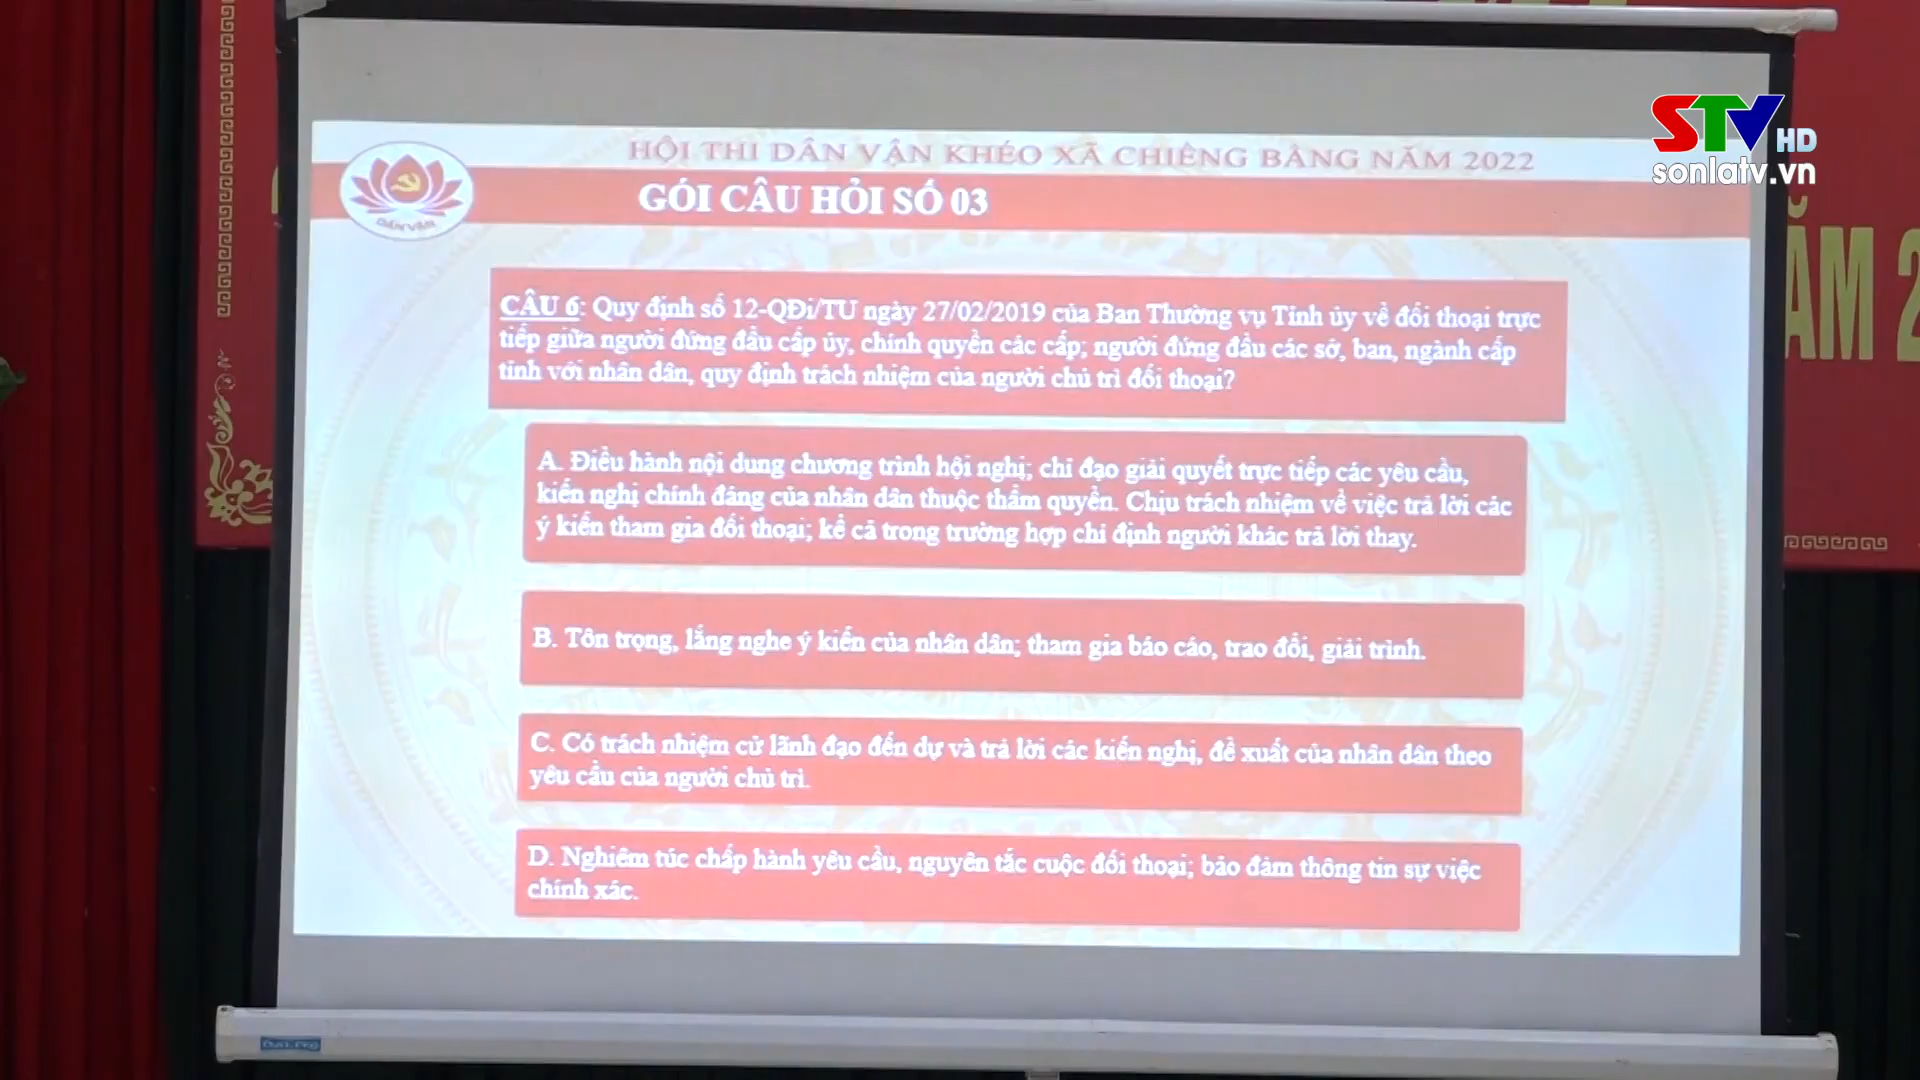 STV HD
sonlatv.vn
HỘI THI DÂN VẬN KHÉO XÃ CHIỀNG BẰNG NĂM 2022
GÓI CÂU HỎI SỐ 03
DÂN VẬN
CÂU 6: Quy định số 12-QĐi/TU ngày 27/02/2019 của Ban Thường vụ Tỉnh ủy về đối thoại trực
tiếp giữa người đứng đầu cấp ủy, chính quyền các cấp; người đứng đầu các sở, ban, ngành cấp
tỉnh với nhân dân, quy định trách nhiệm của người chủ trì đối thoại?
A. Điều hành nội dung chương trình hội nghị; chỉ đạo giải quyết trực tiếp các yêu cầu,
kiến nghị chính đáng của nhân dân thuộc thẩm quyền. Chịu trách nhiệm về việc trả lời các
ý kiến tham gia đối thoại; kể cả trong trường hợp chỉ định người khác trả lời thay.
B. Tôn trọng, lắng nghe ý kiến của nhân dân; tham gia báo cáo, trao đổi, giải trình.
C. Có trách nhiệm cử lãnh đạo đến dự và trả lời các kiến nghị, đề xuất của nhân dân theo
yêu cầu của người chủ trì.
D. Nghiêm túc chấp hành yêu cầu, nguyên tắc cuộc đối thoại; bảo đảm thông tin sự việc
chính xác.
ĂM 2